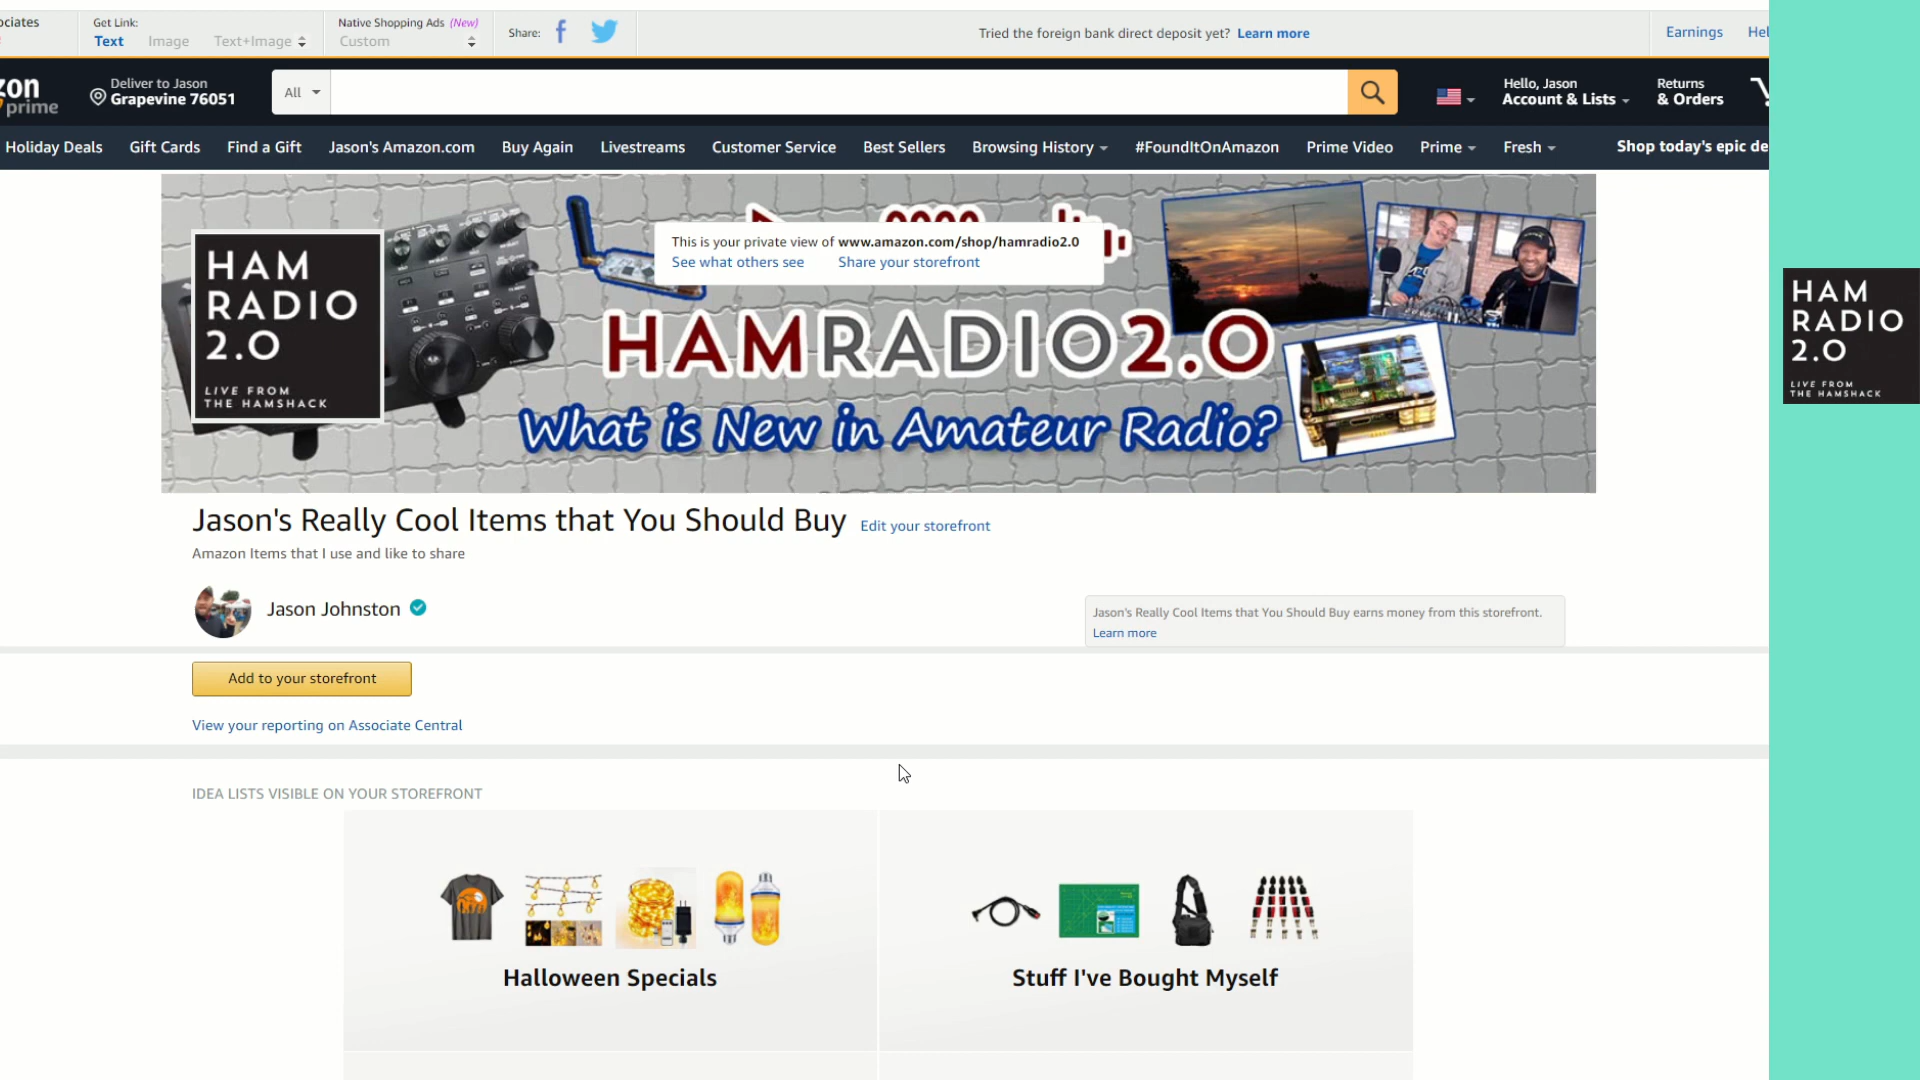 ociates
Get Link:
Text Image Text+Image
Native Shopping Ads (New)
Custom
Share:
Tried the foreign bank direct deposit yet? Learn more
Earnings
Hel
zon
prime
Deliver to Jason
Grapevine 76051
All
Hello, Jason
Account & Lists
Returns
& Orders
Holiday Deals Gift Cards Find a Gift Jason's Amazon.com Buy Again Livestreams Customer Service Best Sellers Browsing History #FoundItOnAmazon Prime Video Prime Fresh Shop today's epic de
This is your private view of www.amazon.com/shop/hamradio2.0
See what others see Share your storefront
HAM
RADIO
2.0
LIVE FROM
THE HAMSHACK
HAMRADIO2.0
What is New in Amateur Radio?
HAM
RADIO
2.0
LIVE FROM
THE HAMSHACK
Jason's Really Cool Items that You Should Buy Edit your storefront
Amazon Items that I use and like to share
Jason Johnston
Jason's Really Cool Items that You Should Buy earns money from this storefront.
Learn more
Add to your storefront
View your reporting on Associate Central
IDEA LISTS VISIBLE ON YOUR STOREFRONT
Halloween Specials
Stuff I've Bought Myself